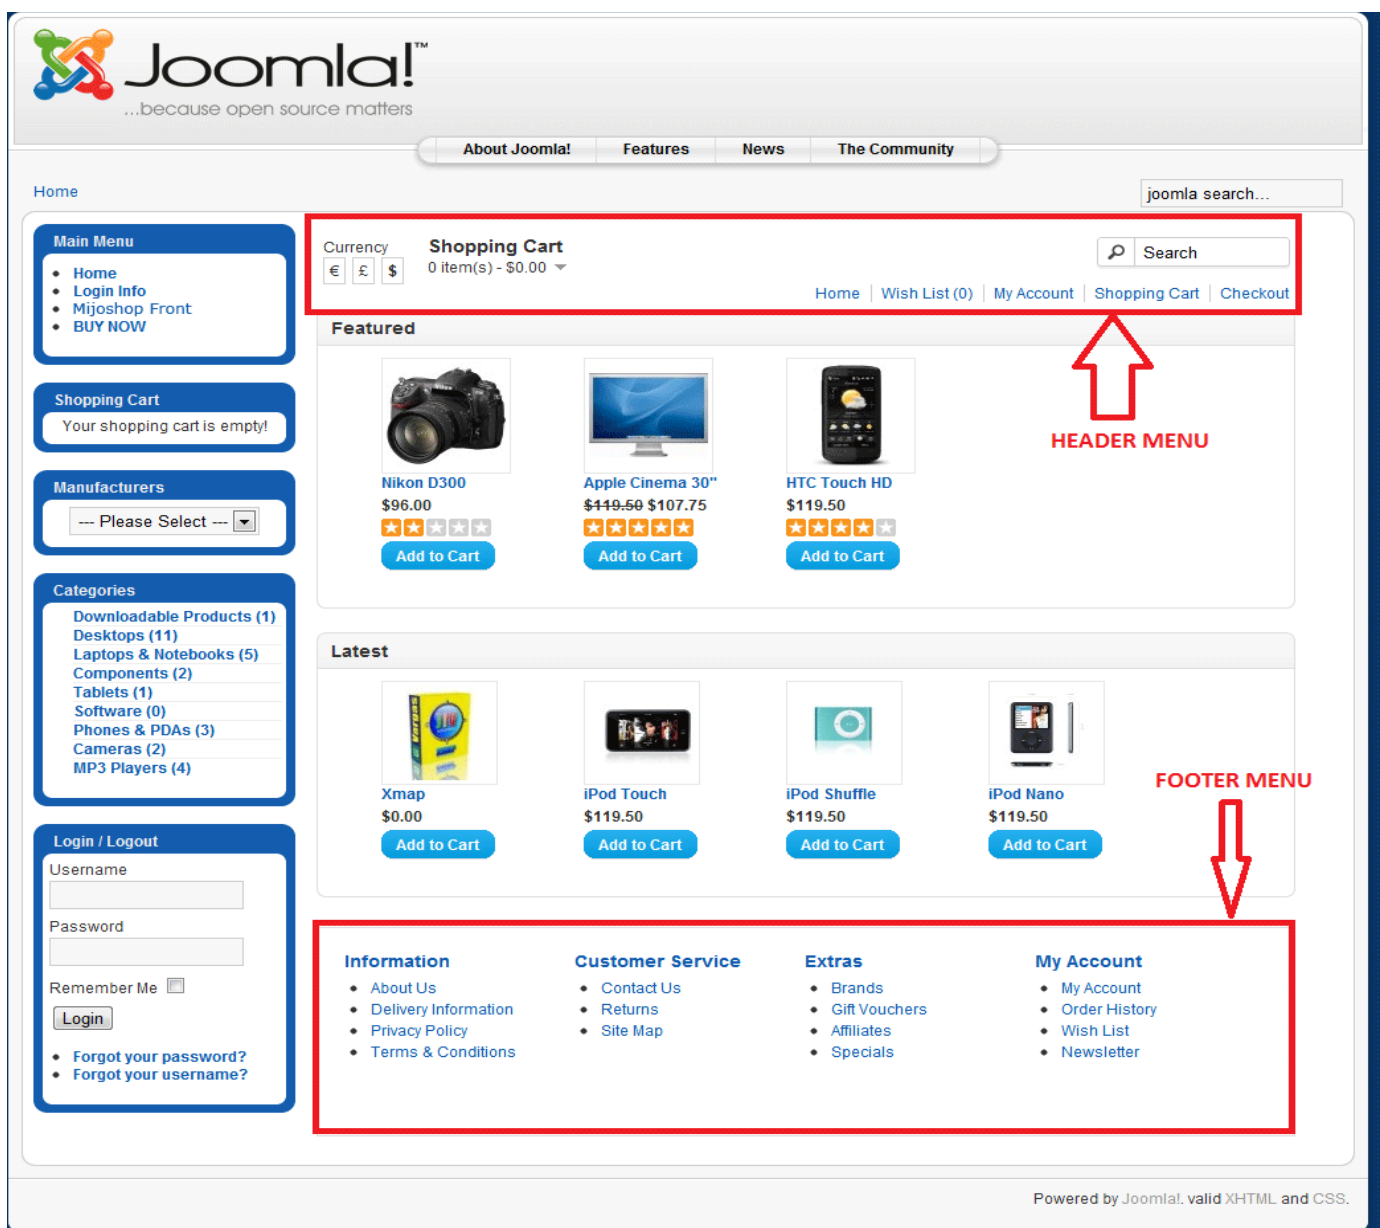 Joomla!™
...because open source matters
About Joomla! Features News The Community
Home
joomla search...
Main Menu
Home
Login Info
Mijoshop Front
BUY NOW
Shopping Cart
Your shopping cart is empty!
Manufacturers
--- Please Select ---
Categories
Downloadable Products (1)
Desktops (11)
Laptops & Notebooks (5)
Components (2)
Tablets (1)
Software (0)
Phones & PDAs (3)
Cameras (2)
MP3 Players (4)
Login / Logout
Username
Password
Remember Me
Login
Forgot your password?
Forgot your username?
Currency
€ £ $
Shopping Cart
0 item(s) - $0.00
Search
Home Wish List (0) My Account Shopping Cart Checkout
HEADER MENU
Featured
Nikon D300
$96.00
Add to Cart
Apple Cinema 30"
$119.50 $107.75
Add to Cart
HTC Touch HD
$119.50
Add to Cart
Latest
Xmap
$0.00
Add to Cart
iPod Touch
$119.50
Add to Cart
iPod Shuffle
$119.50
Add to Cart
iPod Nano
$119.50
Add to Cart
FOOTER MENU
Information
About Us
Delivery Information
Privacy Policy
Terms & Conditions
Customer Service
Contact Us
Returns
Site Map
Extras
Brands
Gift Vouchers
Affiliates
Specials
My Account
My Account
Order History
Wish List
Newsletter
Powered by Joomla!. valid XHTML and CSS.